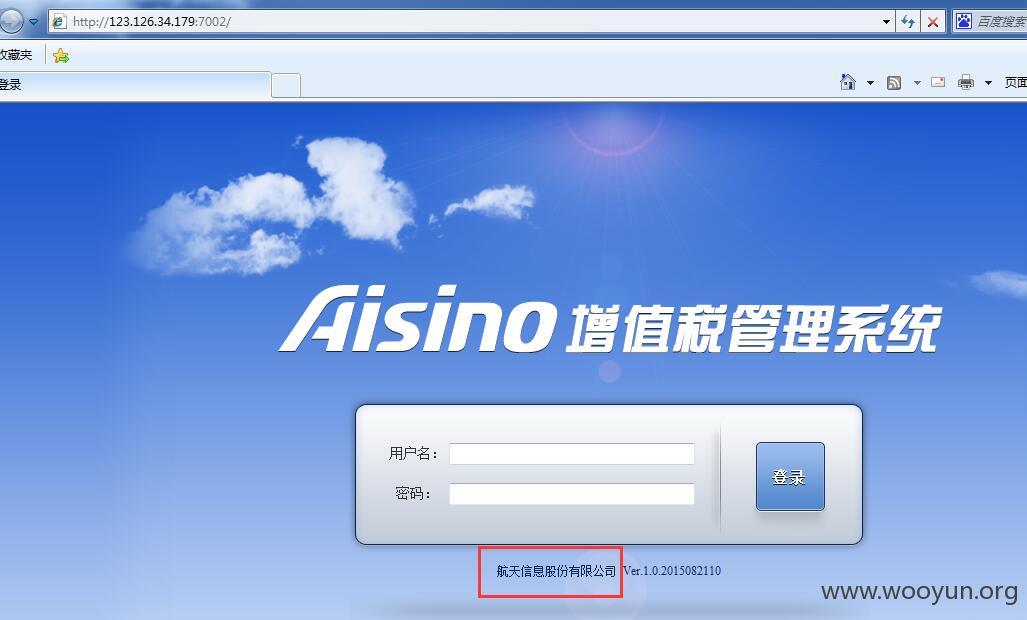 http://123.126.34.179:7002/
百度搜索
收藏夹
登录
页面
Aisino 增值税管理系统
用户名：
登录
密码：
航天信息股份有限公司 Ver.1.0.2015082110
www.wooyun.org